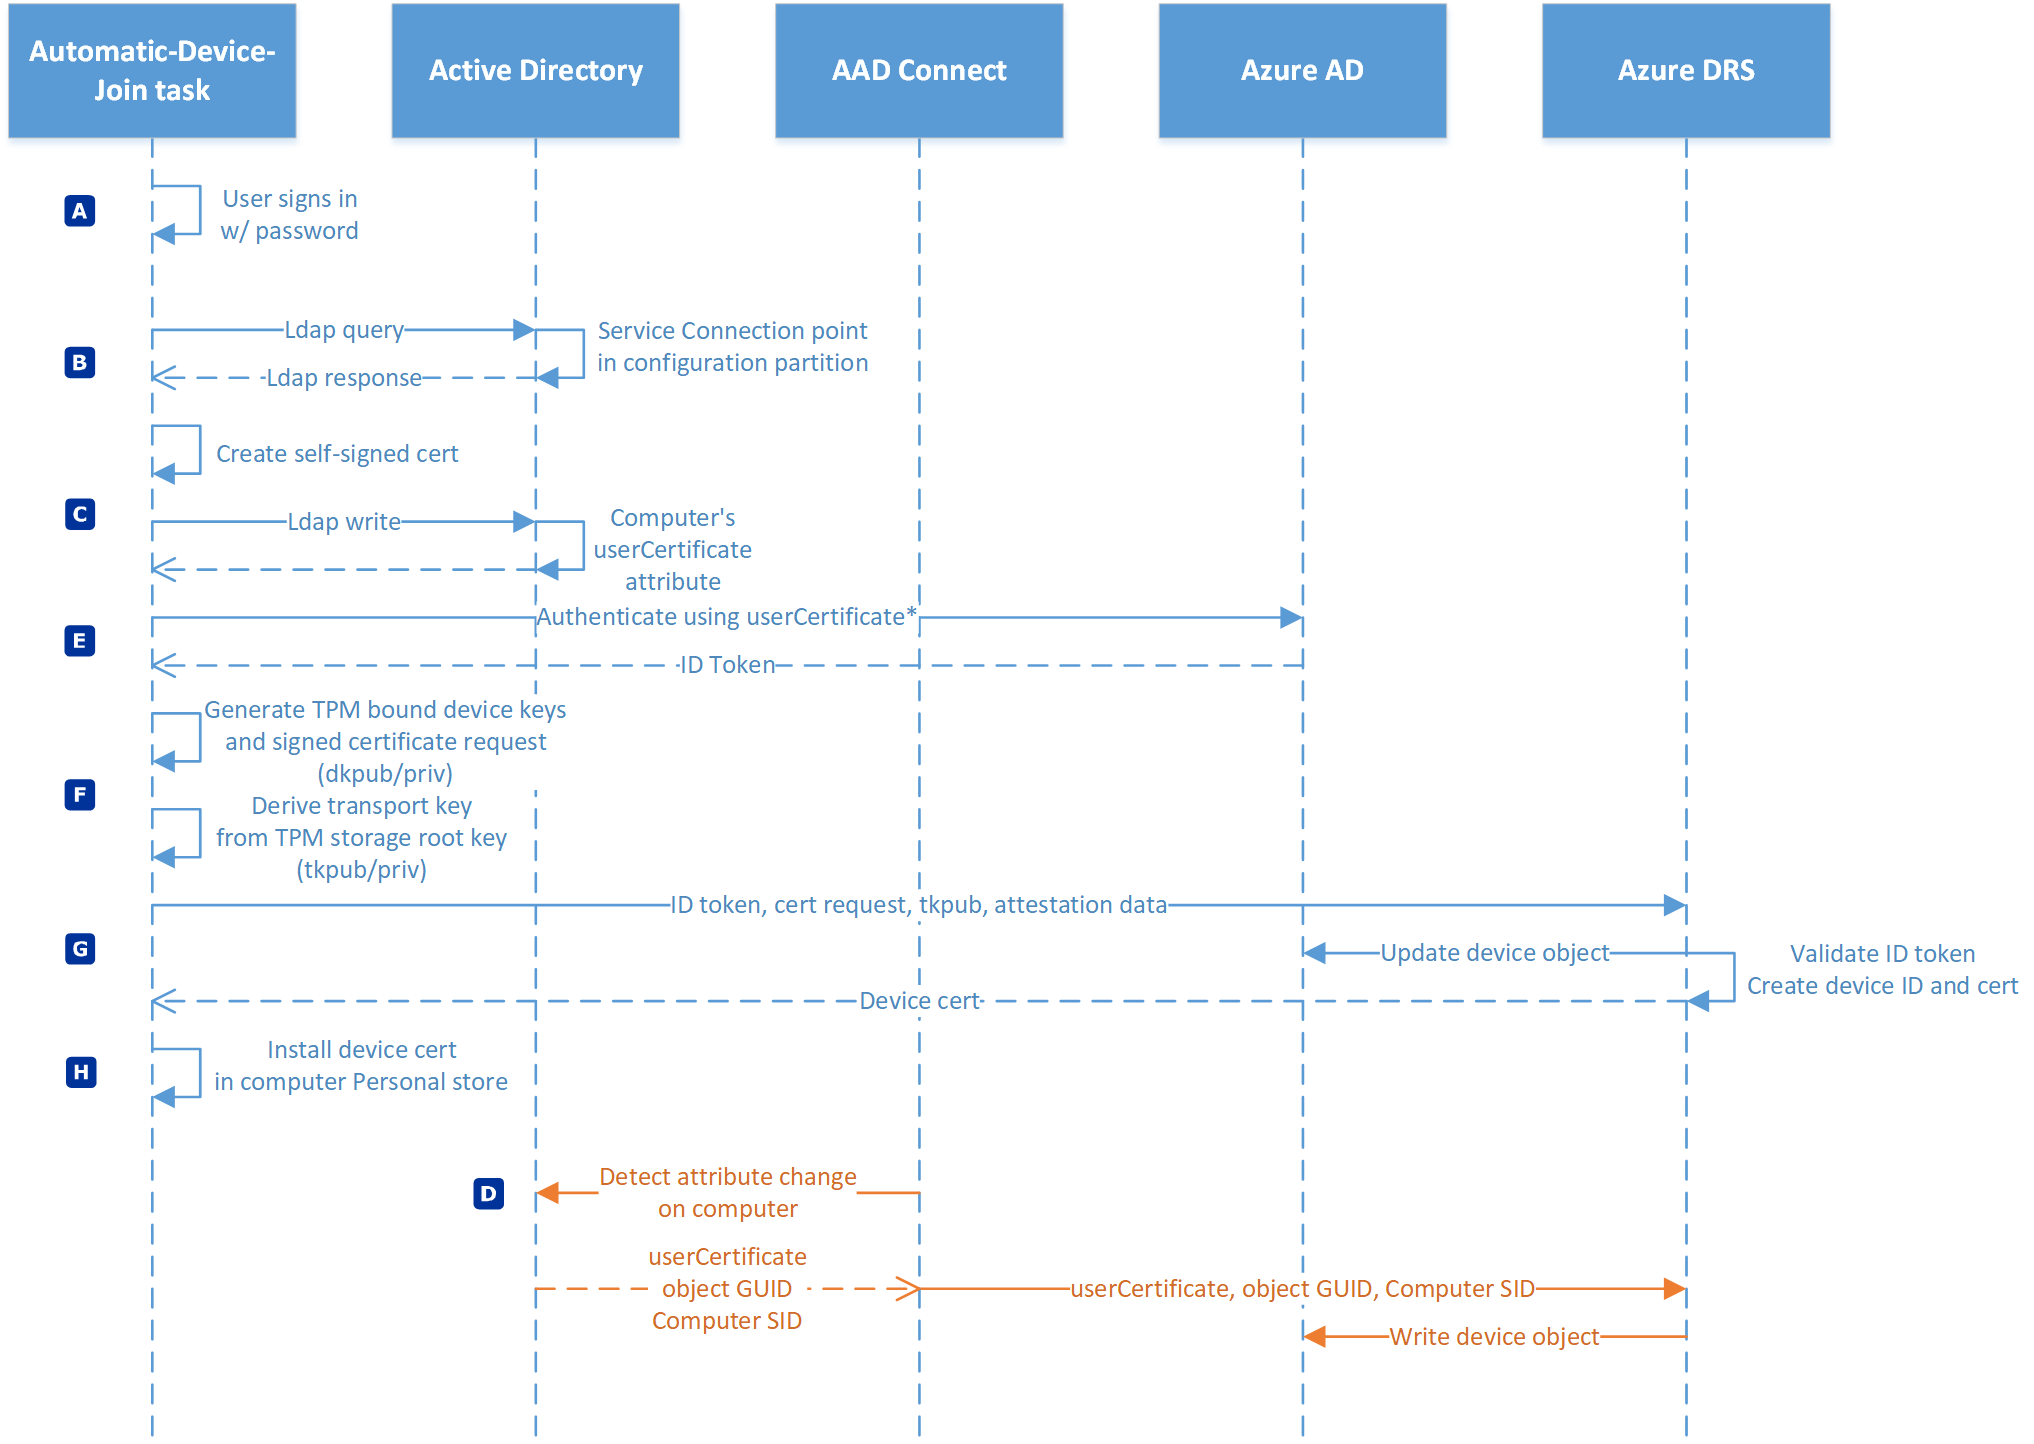 Automatic-Device-
Join task
Active Directory
AAD Connect
Azure AD
Azure DRS
A
User signs in
w/ password
B
Ldap query
Ldap response
Service Connection point
in configuration partition
Create self-signed cert
C
Ldap write
Computer's
userCertificate
attribute
E
Authenticate using userCertificate*
ID Token
Generate TPM bound device keys
and signed certificate request
(dkpub/priv)
F
Derive transport key
from TPM storage root key
(tkpub/priv)
ID token, cert request, tkpub, attestation data
G
Update device object
Validate ID token
Create device ID and cert
Device cert
H
Install device cert
in computer Personal store
D
Detect attribute change
on computer
userCertificate
object GUID
Computer SID
userCertificate, object GUID, Computer SID
Write device object